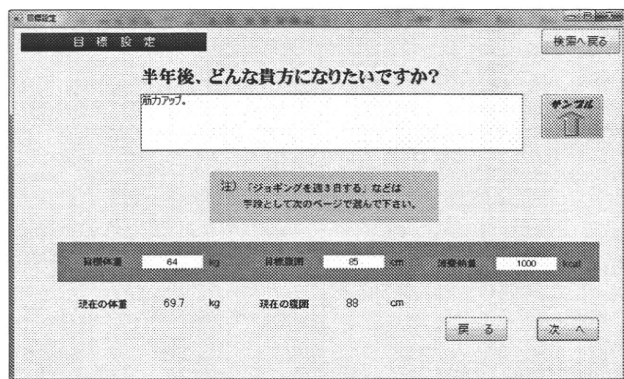 目標設定
目 標 設 定
検索へ戻る
半年後、どんな貴方になりたいですか?
筋力アップ。
サンプル
注)「ジョギングを週3日する」などは
手段として次のページで選んで下さい。
目標体重 64 kg 目標腹囲 85 cm 消費熱量 1000 kcal
現在の体重 69.7 kg 現在の腹囲 88 cm
戻 る 次 へ